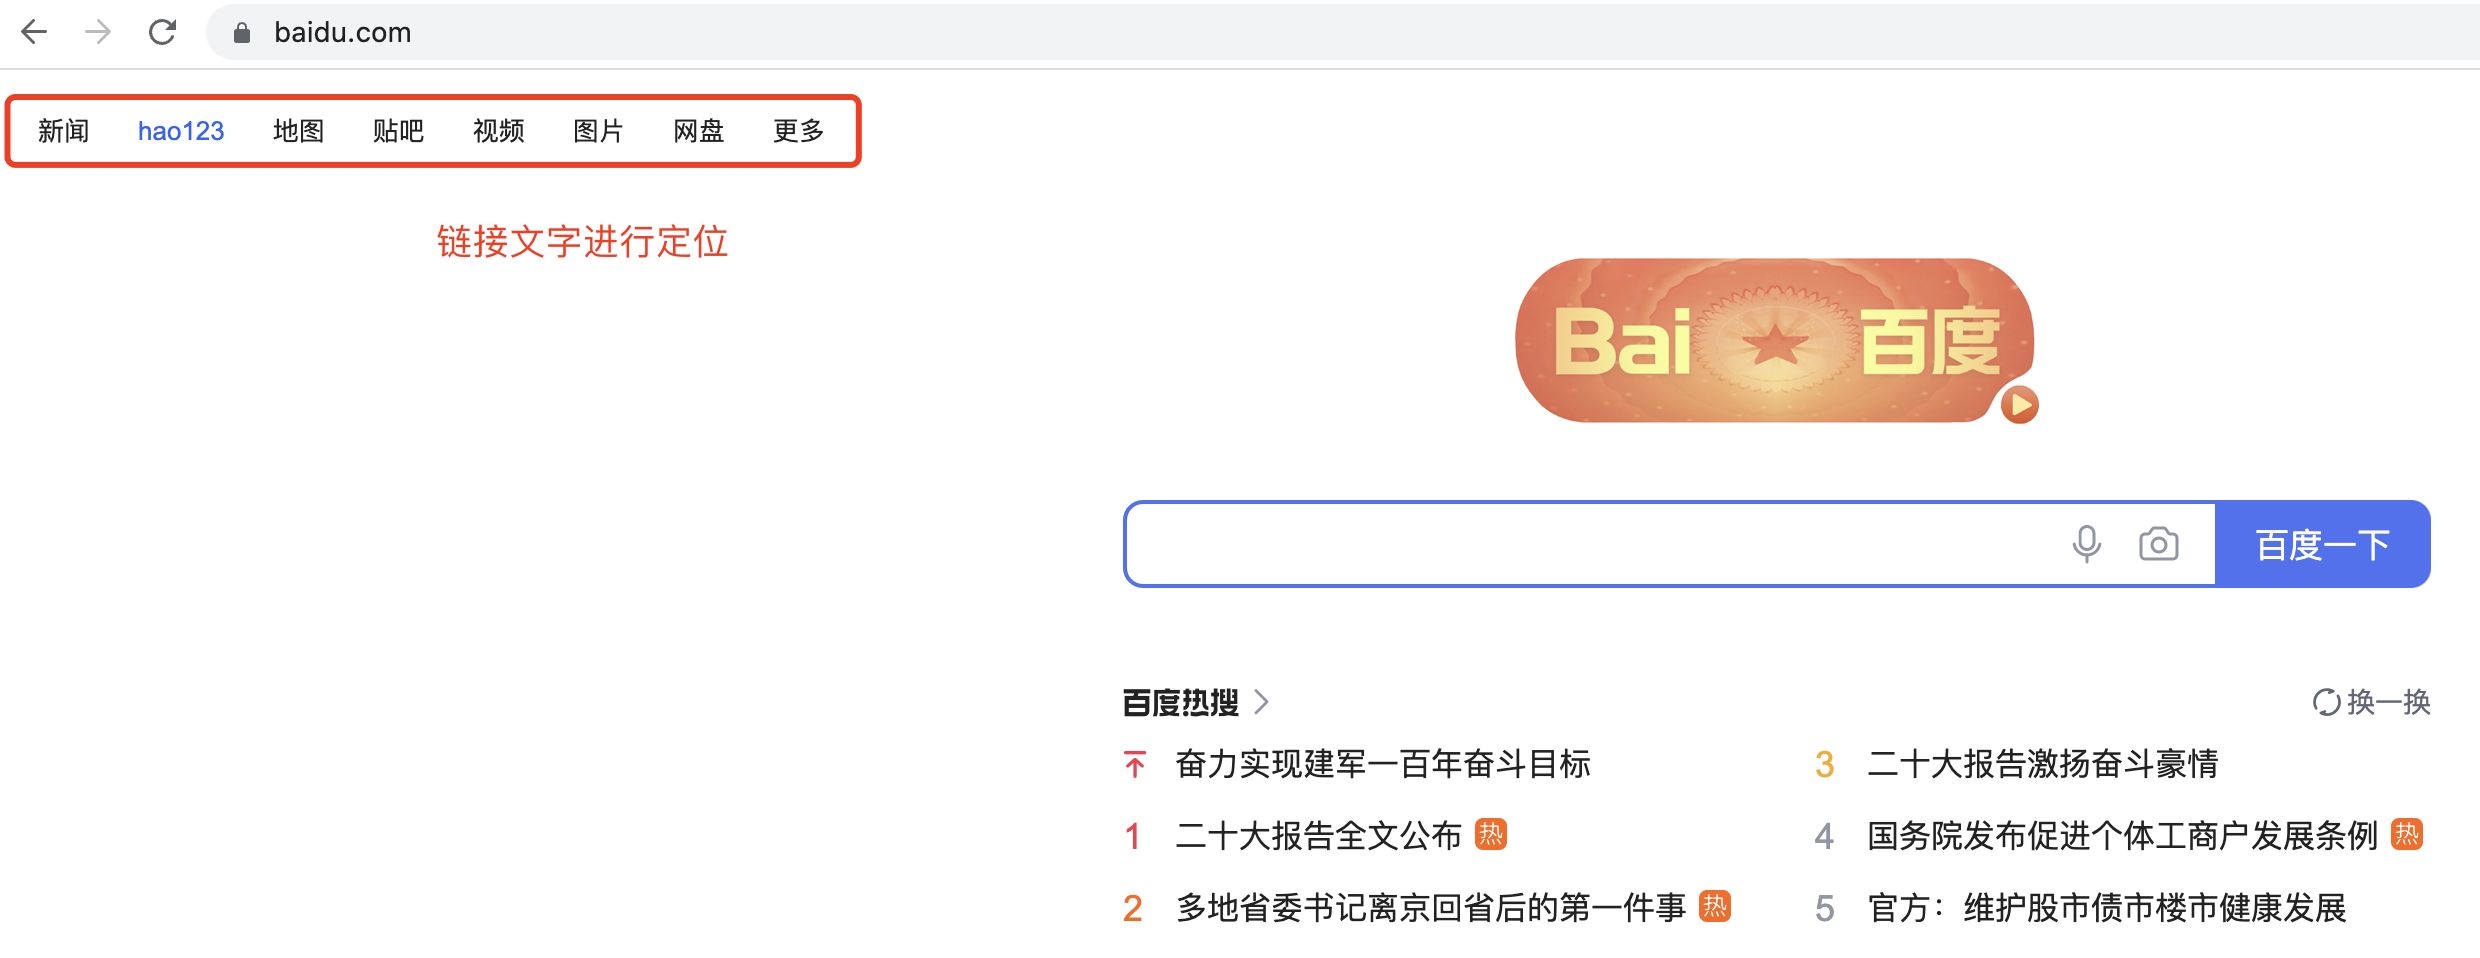 baidu.com
新闻 hao123 地图 贴吧 视频 图片 网盘 更多
链接文字进行定位
Bai 百度
百度一下
百度热搜 换一换
奋力实现建军一百年奋斗目标
1 二十大报告全文公布 热
2 多地省委书记离京回省后的第一件事 热
3 二十大报告激扬奋斗豪情
4 国务院发布促进个体工商户发展条例 热
5 官方：维护股市债市楼市健康发展